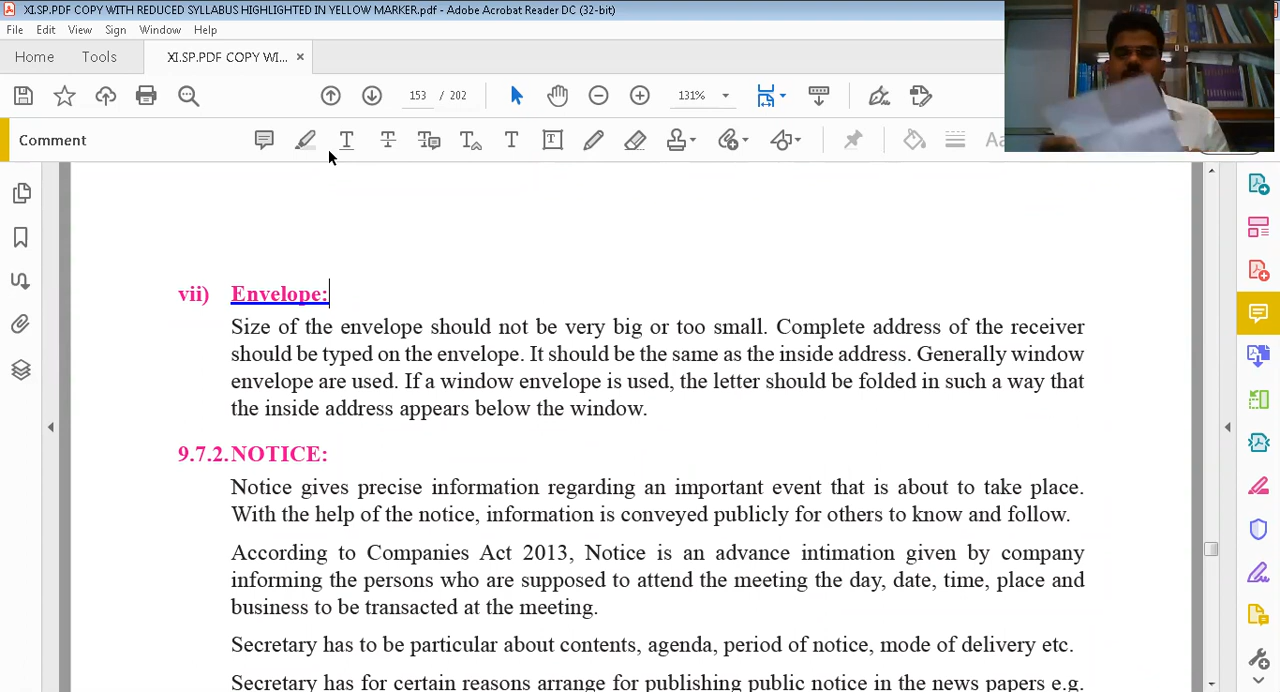 XI.SP.PDF COPY WITH REDUCED SYLLABUS HIGHLIGHTED IN YELLOW MARKER.pdf - Adobe Acrobat Reader DC (32-bit)
File Edit View Sign Window Help
Home Tools XI.SP.PDF COPY WI... ×
153 / 202 131%
Comment
vii) Envelope:
Size of the envelope should not be very big or too small. Complete address of the receiver
should be typed on the envelope. It should be the same as the inside address. Generally window
envelope are used. If a window envelope is used, the letter should be folded in such a way that
the inside address appears below the window.
9.7.2. NOTICE:
Notice gives precise information regarding an important event that is about to take place.
With the help of the notice, information is conveyed publicly for others to know and follow.
According to Companies Act 2013, Notice is an advance intimation given by company
informing the persons who are supposed to attend the meeting the day, date, time, place and
business to be transacted at the meeting.
Secretary has to be particular about contents, agenda, period of notice, mode of delivery etc.
Secretary has for certain reasons arrange for publishing public notice in the news papers e.g.